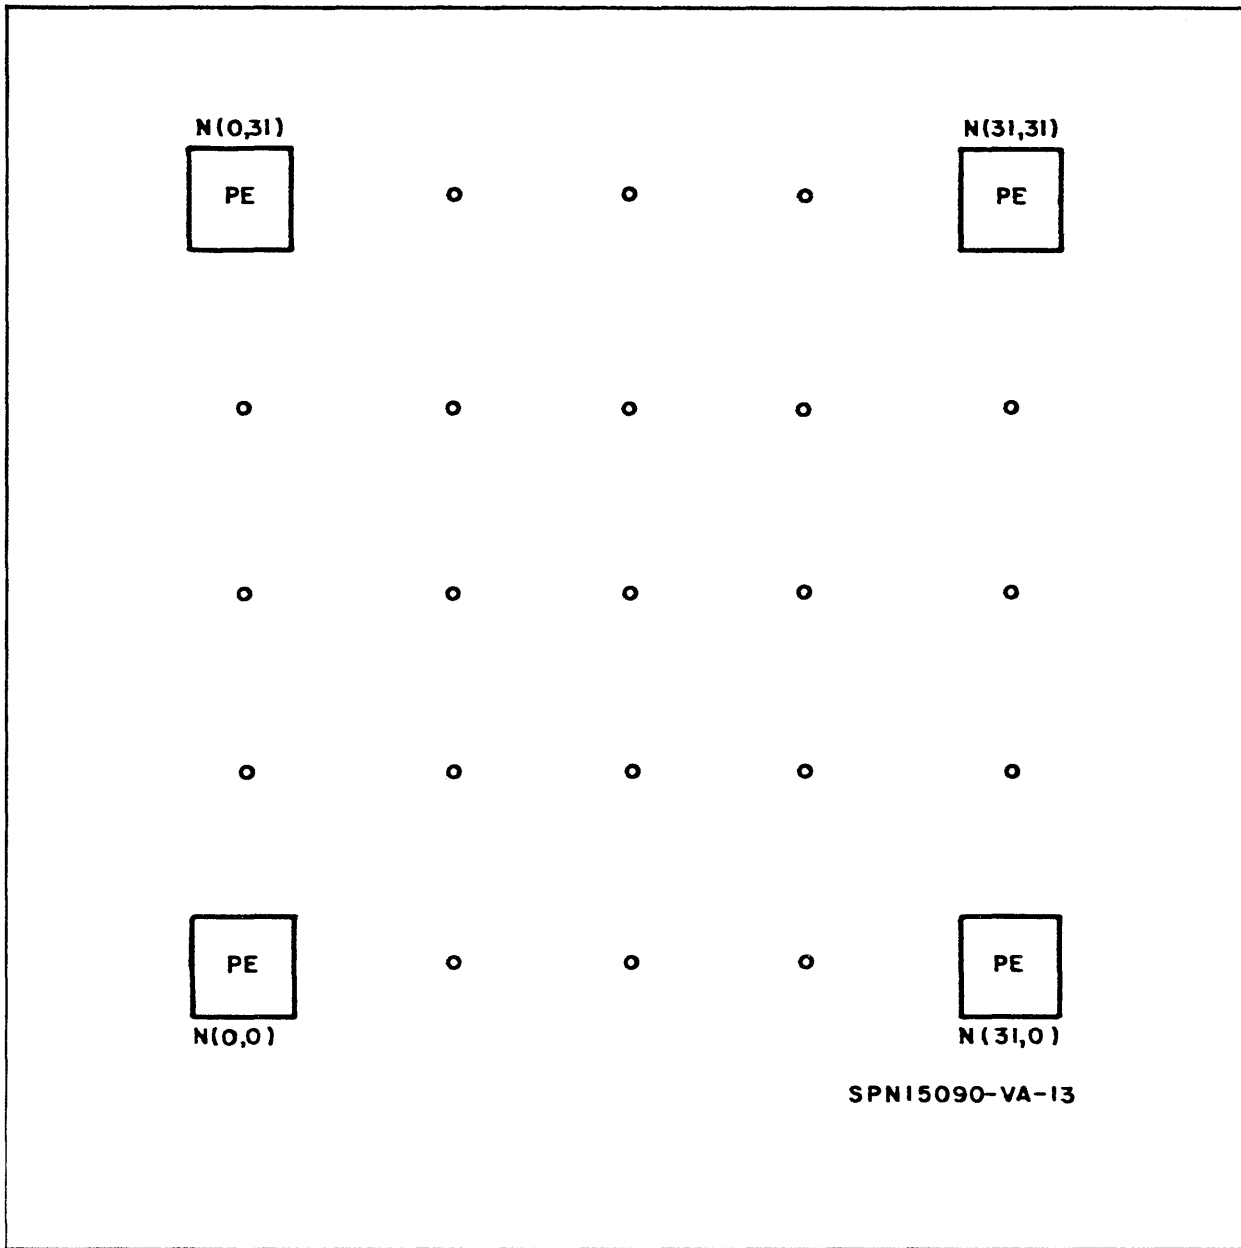 N(0,31) N(31,31)
PE PE
PE PE
N(0,0) N(31,0)
SPN15090-VA-13